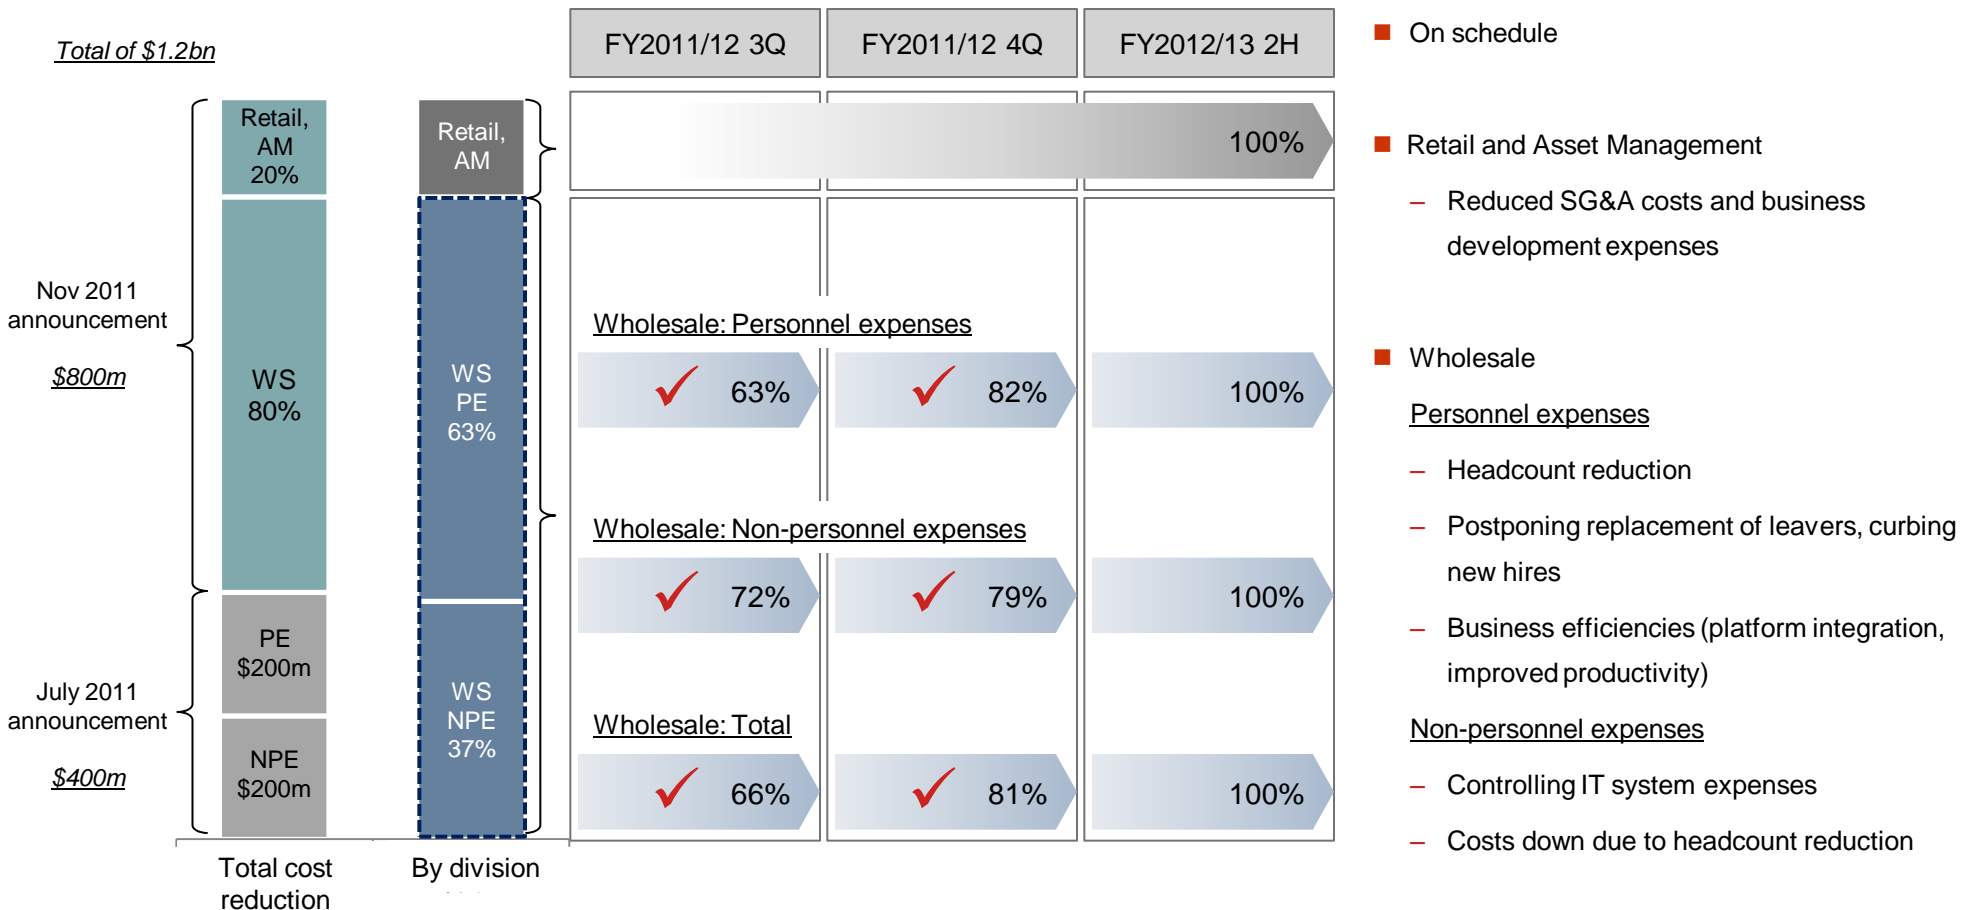 Total of $1.2bn
FY2011/12 3Q
FY2011/12 4Q
FY2012/13 2H
Retail,
AM
20%
WS
80%
PE
$200m
NPE
$200m
Nov 2011
announcement
$800m
July 2011
announcement
$400m
Total cost
reduction
Retail,
AM
WS
PE
63%
WS
NPE
37%
By division
100%
Wholesale: Personnel expenses
63%
82%
100%
Wholesale: Non-personnel expenses
72%
79%
100%
Wholesale: Total
66%
81%
100%
On schedule
Retail and Asset Management
– Reduced SG&A costs and business
development expenses
Wholesale
Personnel expenses
– Headcount reduction
– Postponing replacement of leavers, curbing
new hires
– Business efficiencies (platform integration,
improved productivity)
Non-personnel expenses
– Controlling IT system expenses
– Costs down due to headcount reduction